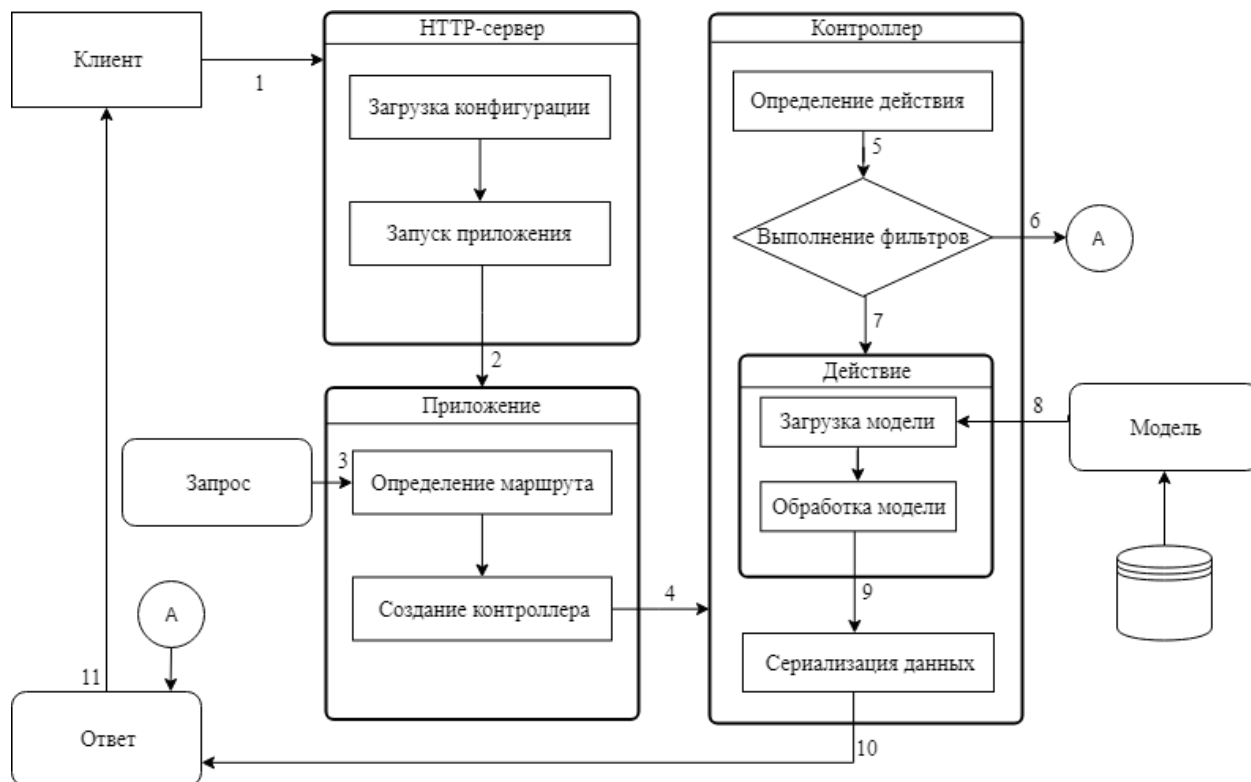 Клиент
1
HTTP-сервер
Загрузка конфигурации
Запуск приложения
2
Приложение
Запрос
3
Определение маршрута
Создание контроллера
4
Контроллер
Определение действия
5
Выполнение фильтров
6
A
7
Действие
Загрузка модели
8
Модель
Обработка модели
9
Сериализация данных
10
A
Ответ
11